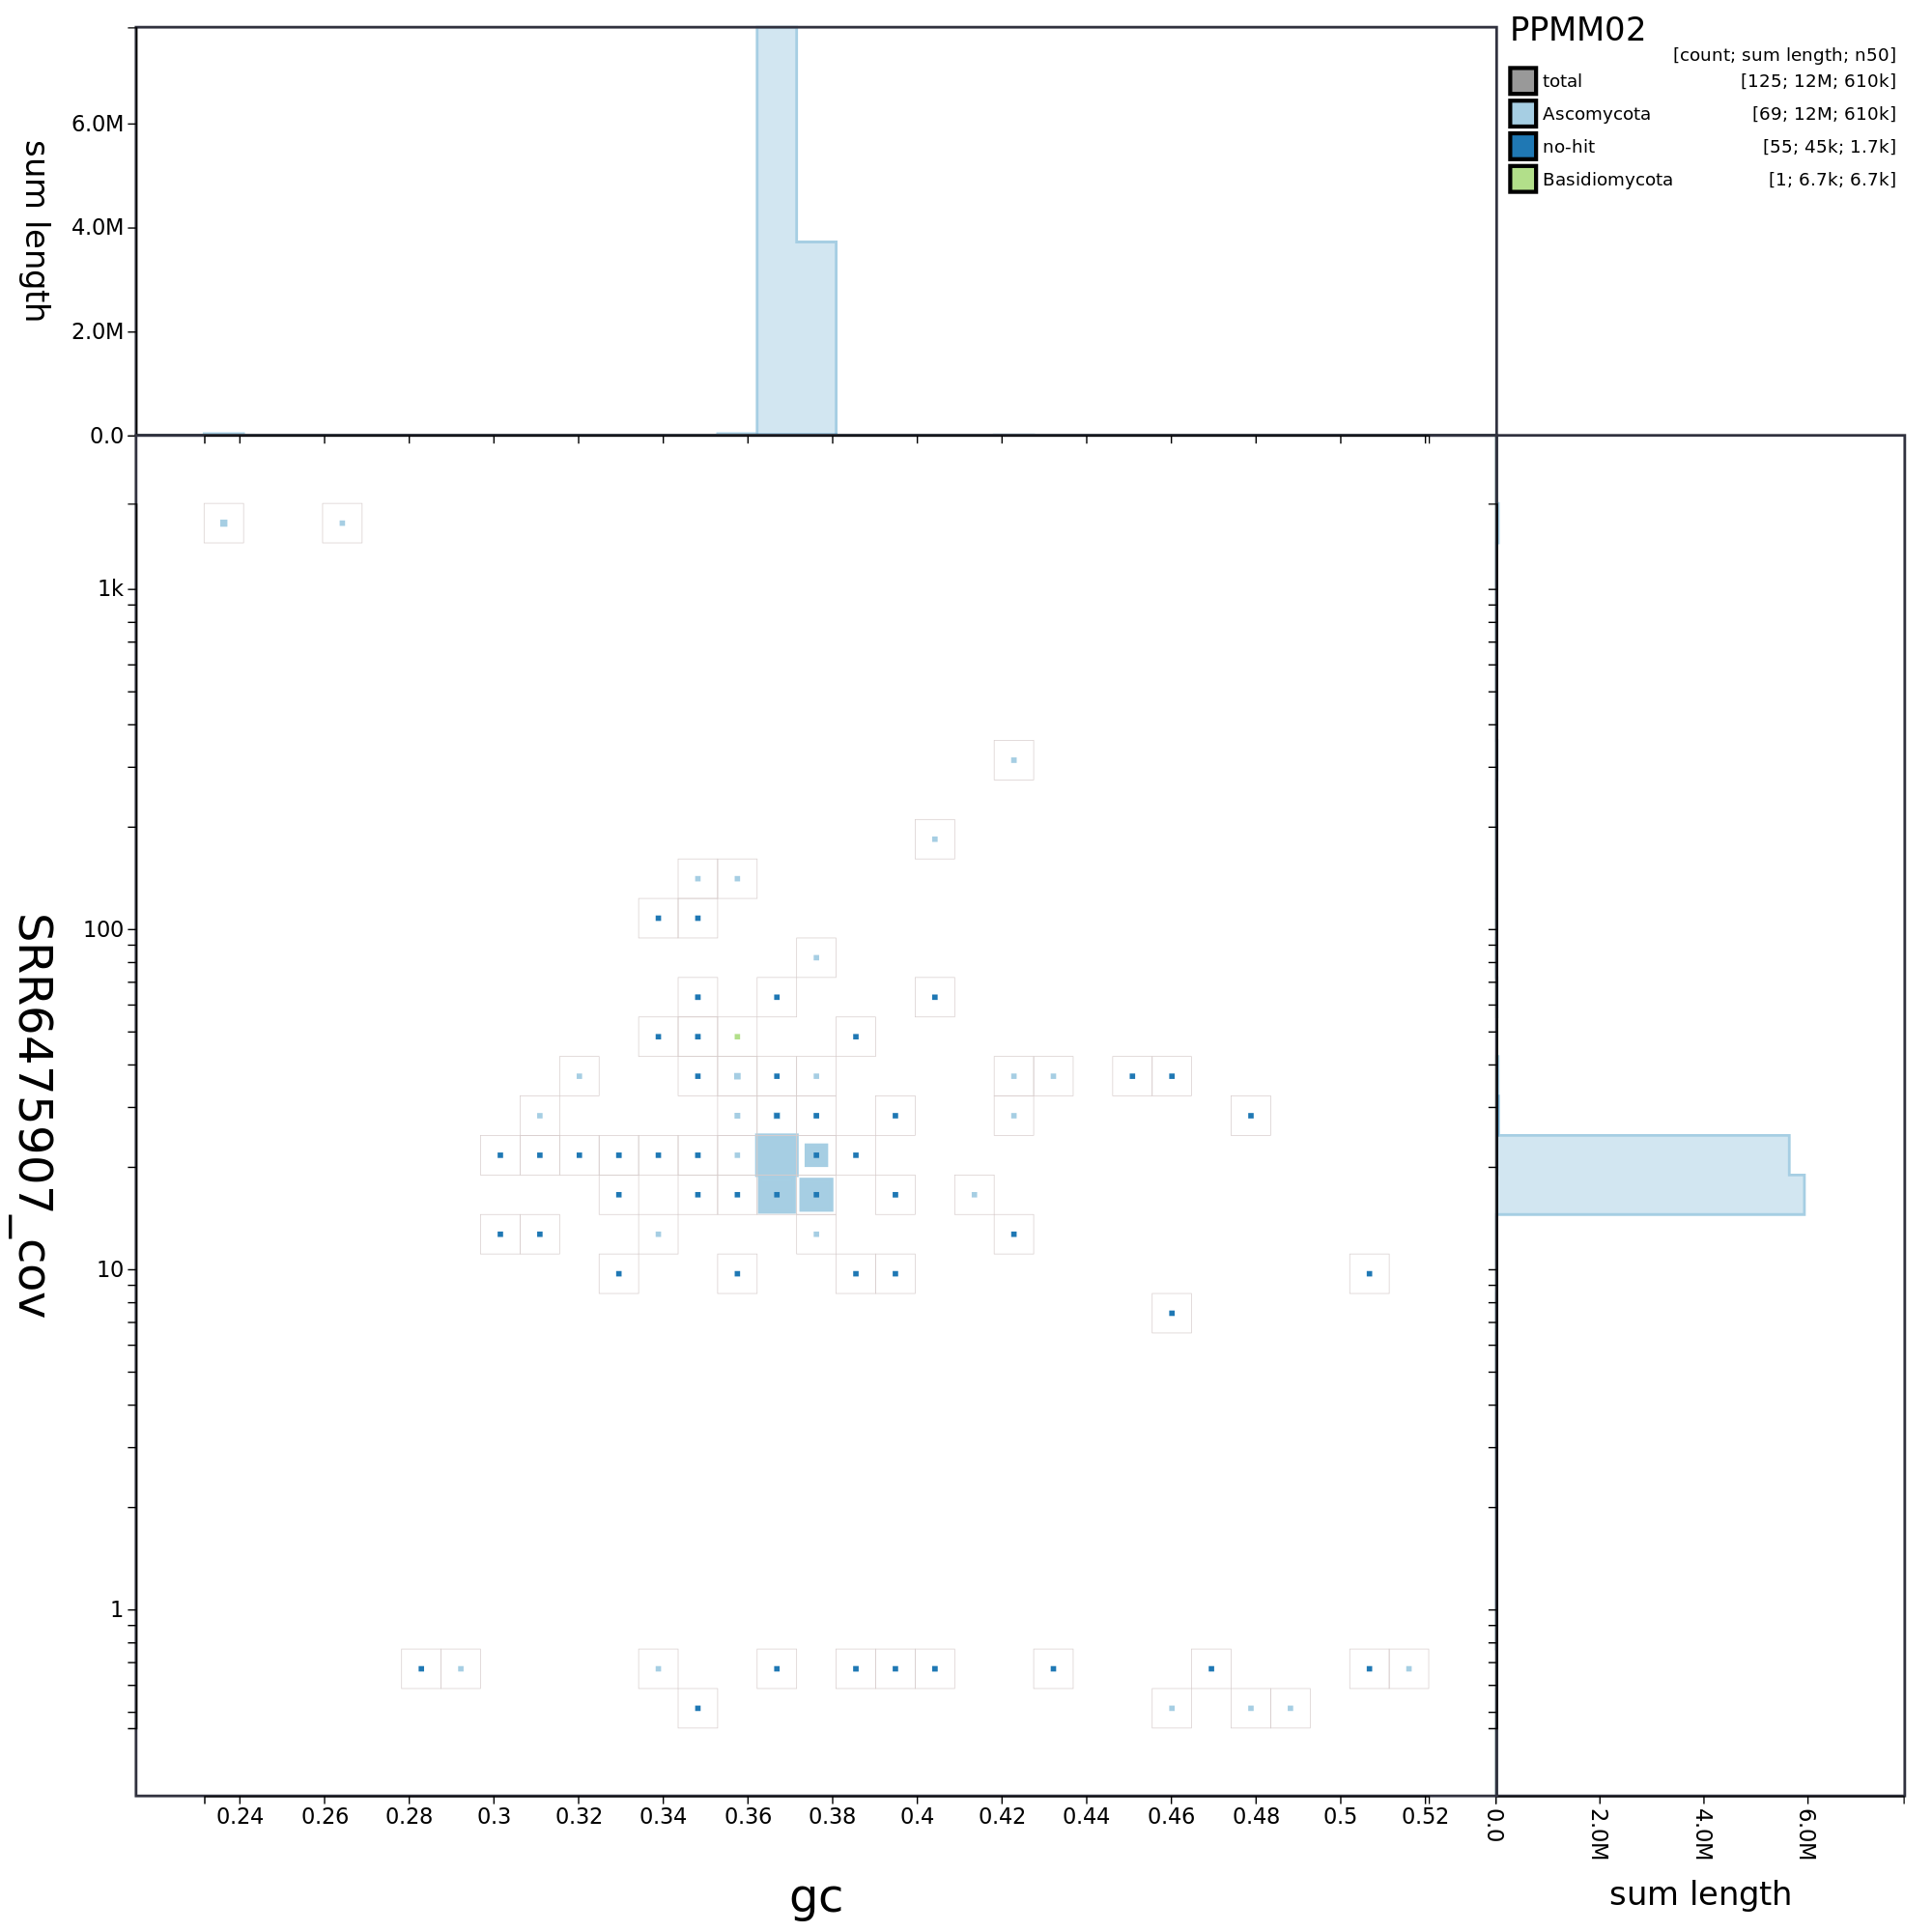 PPMM02
[count; sum length; n50]
total [125; 12M; 610k]
Ascomycota [69; 12M; 610k]
no-hit [55; 45k; 1.7k]
Basidiomycota [1; 6.7k; 6.7k]
sum length
6.0M
4.0M
2.0M
0.0
SRR6475907_cov
1k
100
10
1
0.24 0.26 0.28 0.3 0.32 0.34 0.36 0.38 0.4 0.42 0.44 0.46 0.48 0.5 0.52
gc
0.0 2.0M 4.0M 6.0M
sum length